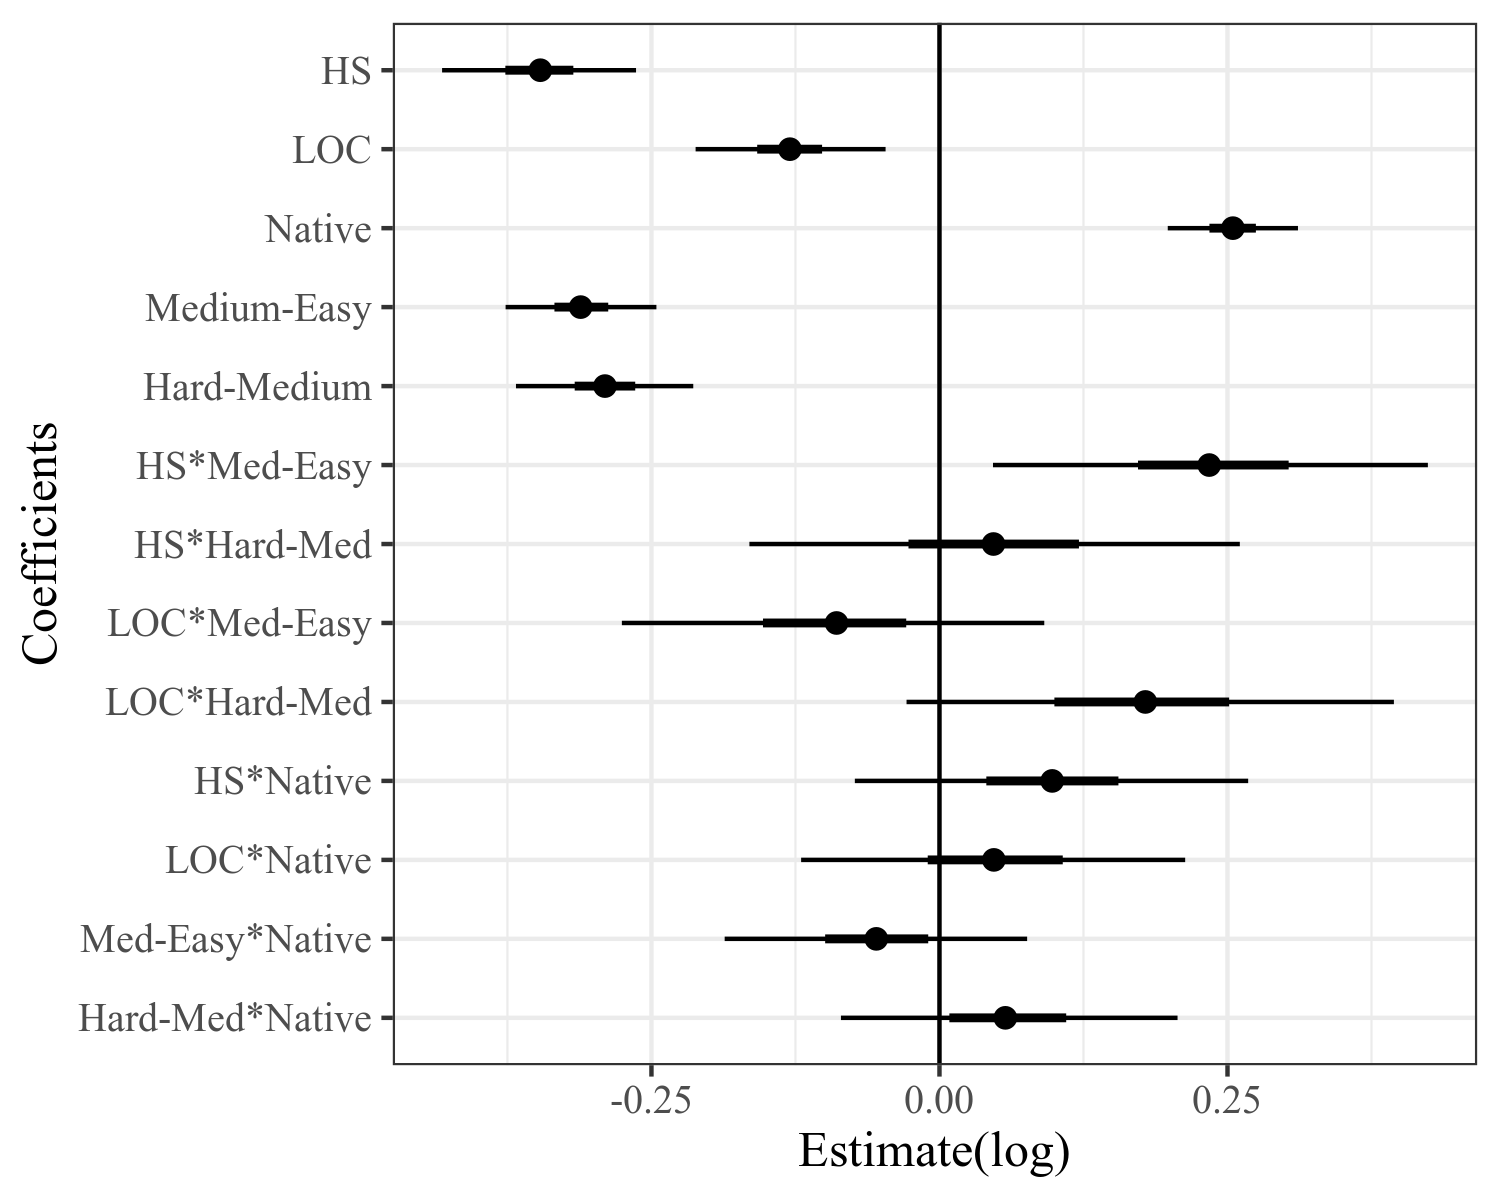 HS
LOC
Native
Medium-Easy
Hard-Medium
HS*Med-Easy
HS*Hard-Med
LOC*Med-Easy
LOC*Hard-Med
HS*Native
LOC*Native
Med-Easy*Native
Hard-Med*Native
Coefficients
-0.25 0.00 0.25
Estimate(log)